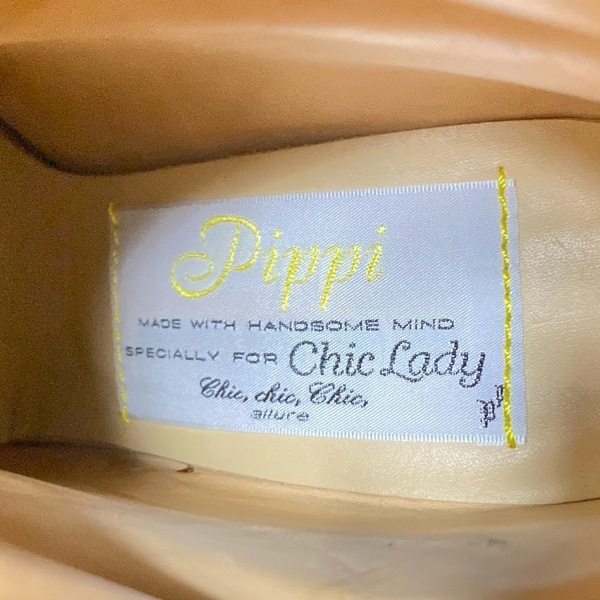 Pippi
MADE WITH HANDSOME MIND
SPECIALLY FOR Chic Lady
Chic, chic, Chic,
allure